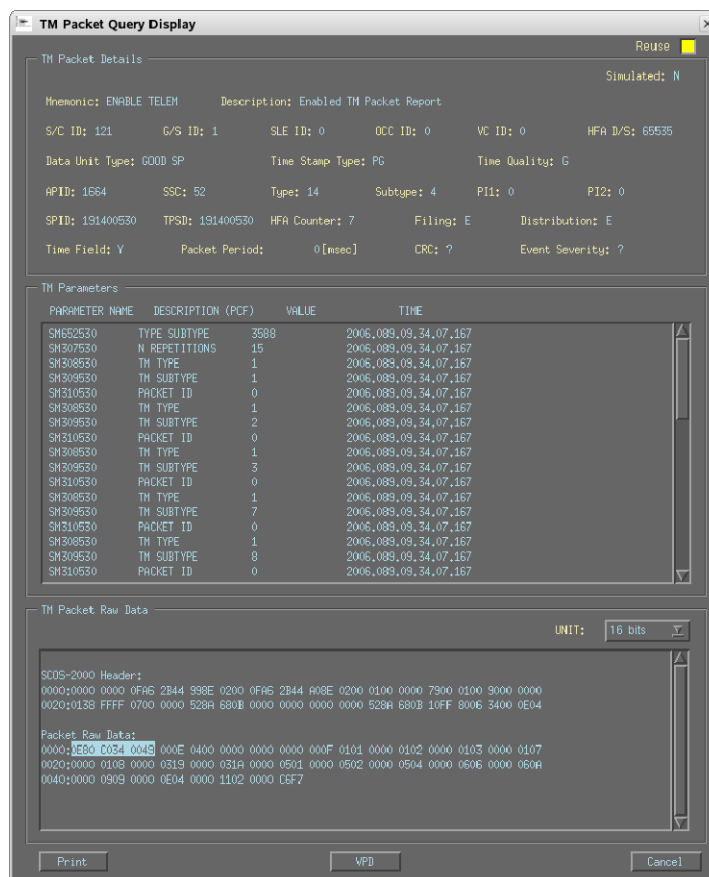 TM Packet Query Display
Reuse
TM Packet Details
Simulated: N
Mnemonic: ENABLE TELEM Description: Enabled TM Packet Report
S/C ID: 121 G/S ID: 1 SLE ID: 0 OCC ID: 0 VC ID: 0 HFA D/S: 65535
Data Unit Type: GOOD SP Time Stamp Type: PG Time Quality: G
APID: 1664 SSC: 52 Type: 14 Subtype: 4 PI1: 0 PI2: 0
SPID: 191400530 TPSD: 191400530 HFA Counter: 7 Filing: E Distribution: E
Time Field: Y Packet Period: 0[msec] CRC: ? Event Severity: ?
TM Parameters
PARAMETER NAME DESCRIPTION (PCF) VALUE TIME
SM652530 TYPE SUBTYPE 3588 2006.089.09.34.07.167
SM307530 N REPETITIONS 15 2006.089.09.34.07.167
SM308530 TM TYPE 1 2006.089.09.34.07.167
SM309530 TM SUBTYPE 1 2006.089.09.34.07.167
SM310530 PACKET ID 0 2006.089.09.34.07.167
SM308530 TM TYPE 1 2006.089.09.34.07.167
SM309530 TM SUBTYPE 2 2006.089.09.34.07.167
SM310530 PACKET ID 0 2006.089.09.34.07.167
SM308530 TM TYPE 1 2006.089.09.34.07.167
SM309530 TM SUBTYPE 3 2006.089.09.34.07.167
SM310530 PACKET ID 0 2006.089.09.34.07.167
SM308530 TM TYPE 1 2006.089.09.34.07.167
SM309530 TM SUBTYPE 7 2006.089.09.34.07.167
SM310530 PACKET ID 0 2006.089.09.34.07.167
SM308530 TM TYPE 1 2006.089.09.34.07.167
SM309530 TM SUBTYPE 8 2006.089.09.34.07.167
SM310530 PACKET ID 0 2006.089.09.34.07.167
TM Packet Raw Data
UNIT: 16 bits
SCOS-2000 Header:
0000:0000 0000 0FA6 2B44 998E 0200 0FA6 2B44 A08E 0200 0100 0000 7900 0100 9000 0000
0020:0138 FFFF 0700 0000 528A 680B 0000 0000 0000 0000 528A 680B 10FF 8006 3400 0E04
Packet Raw Data:
0000:0E80 C034 0049 000E 0400 0000 0000 0000 000F 0101 0000 0102 0000 0103 0000 0107
0020:0000 0108 0000 0319 0000 031A 0000 0501 0000 0502 0000 0504 0000 0606 0000 060A
0040:0000 0909 0000 0E04 0000 1102 0000 C6F7
Print WPD Cancel